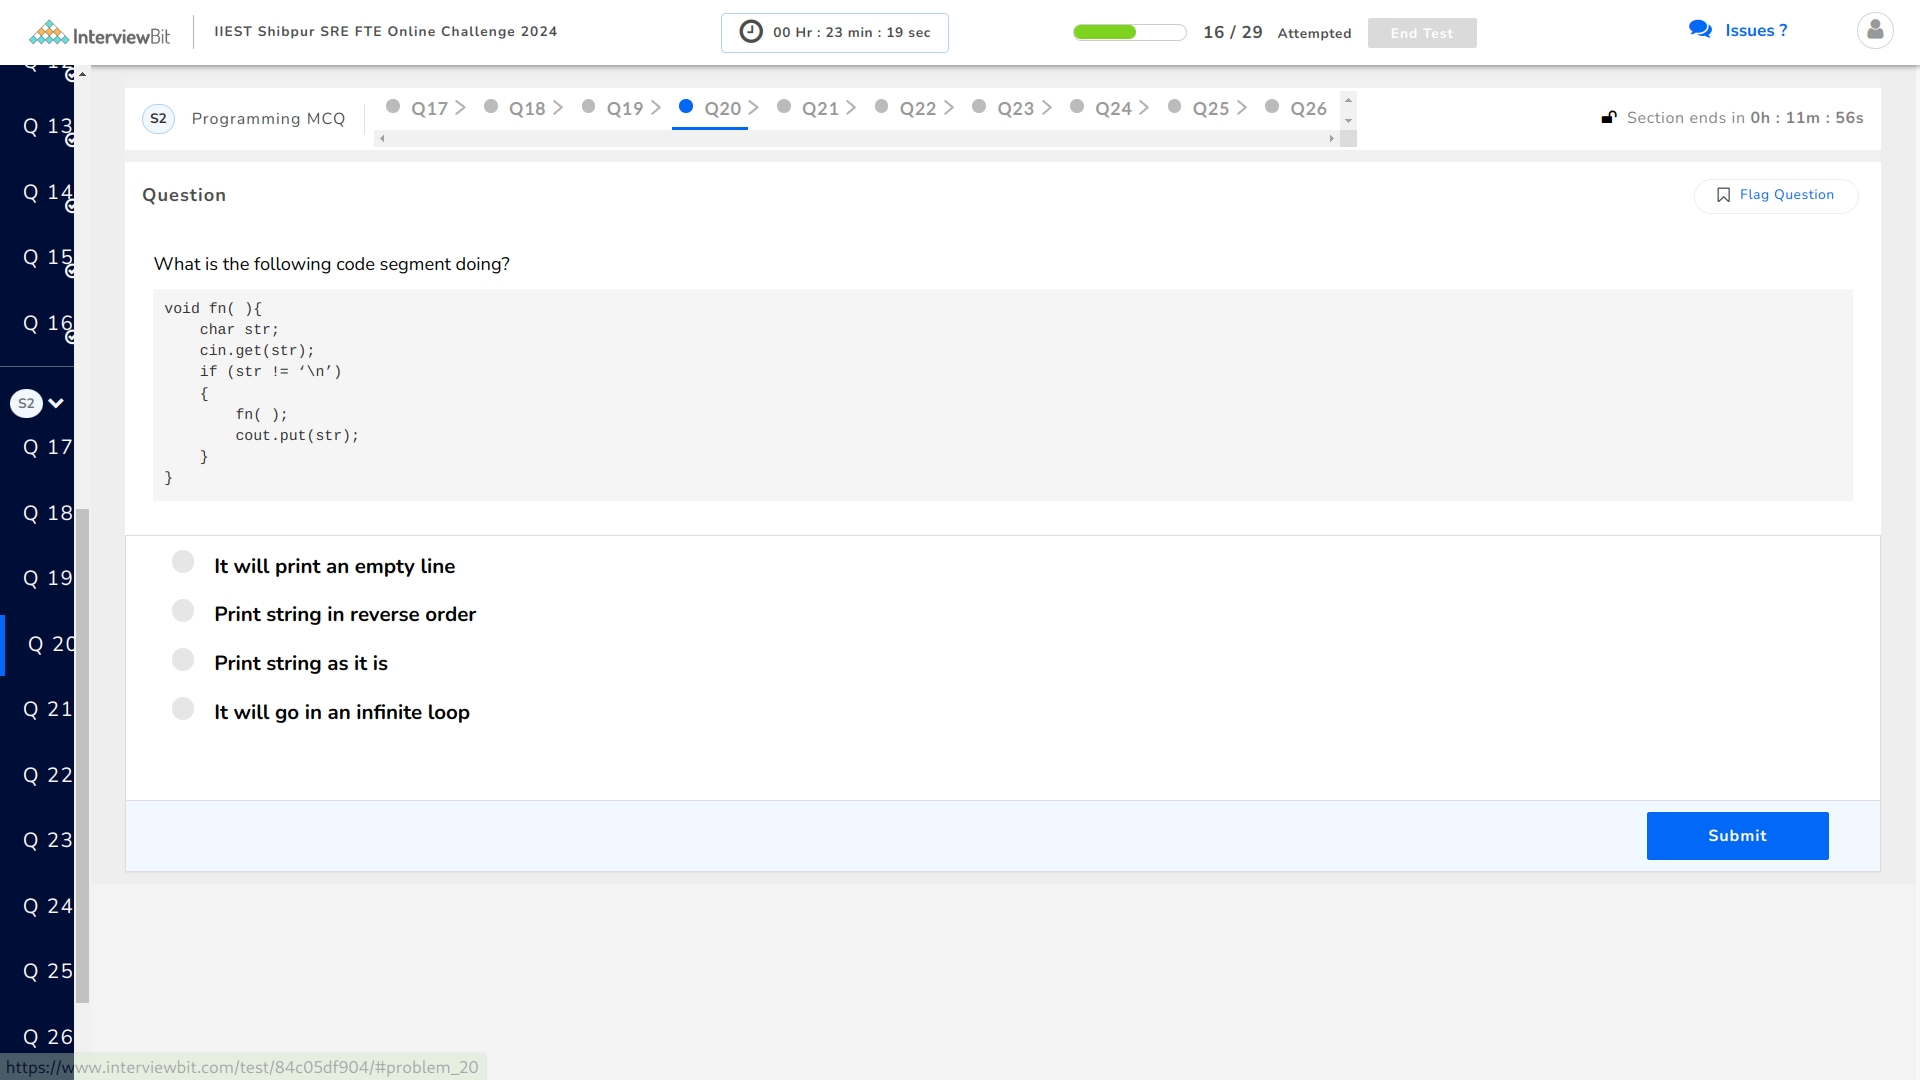 InterviewBit
IIEST Shibpur SRE FTE Online Challenge 2024
00 Hr : 23 min : 19 sec
16 / 29 Attempted
End Test
Issues ?
Q 13
Q 14
Q 15
Q 16
S2
Q 17
Q 18
Q 19
Q 20
Q 21
Q 22
Q 23
Q 24
Q 25
Q 26
S2 Programming MCQ
Q17 Q18 Q19 Q20 Q21 Q22 Q23 Q24 Q25 Q26
Section ends in 0h : 11m : 56s
Question
Flag Question
What is the following code segment doing?
void fn( ){
    char str;
    cin.get(str);
    if (str != ‘\n’)
    {
        fn( );
        cout.put(str);
    }
}
It will print an empty line
Print string in reverse order
Print string as it is
It will go in an infinite loop
Submit
https://www.interviewbit.com/test/84c05df904/#problem_20